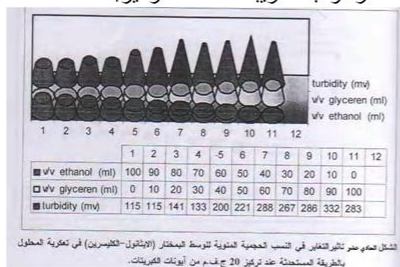 turbidity (mv)
v/v glyceren (ml)
v/v ethanol (ml)
1 2 3 4 5 6 7 8 9 10 11 12
1 2 3 4 5 6 7 8 9 10 11 12
v/v ethanol (ml) 100 90 80 70 60 50 40 30 20 10 0
v/v glyceren (ml) 0 10 20 30 40 50 60 70 80 90 100
turbidity (mv) 115 115 141 133 200 221 288 267 286 332 283
الشكل الحادي عشر تاثيرالتغاير في النسب الحجمية المئوية للوسط المختار (الايثانول-الكليسرين) في تعكرية المحلول
بالطريقة المستحدثة عند تركيز 20 ج.ف.م من أيونات الكبريتات.